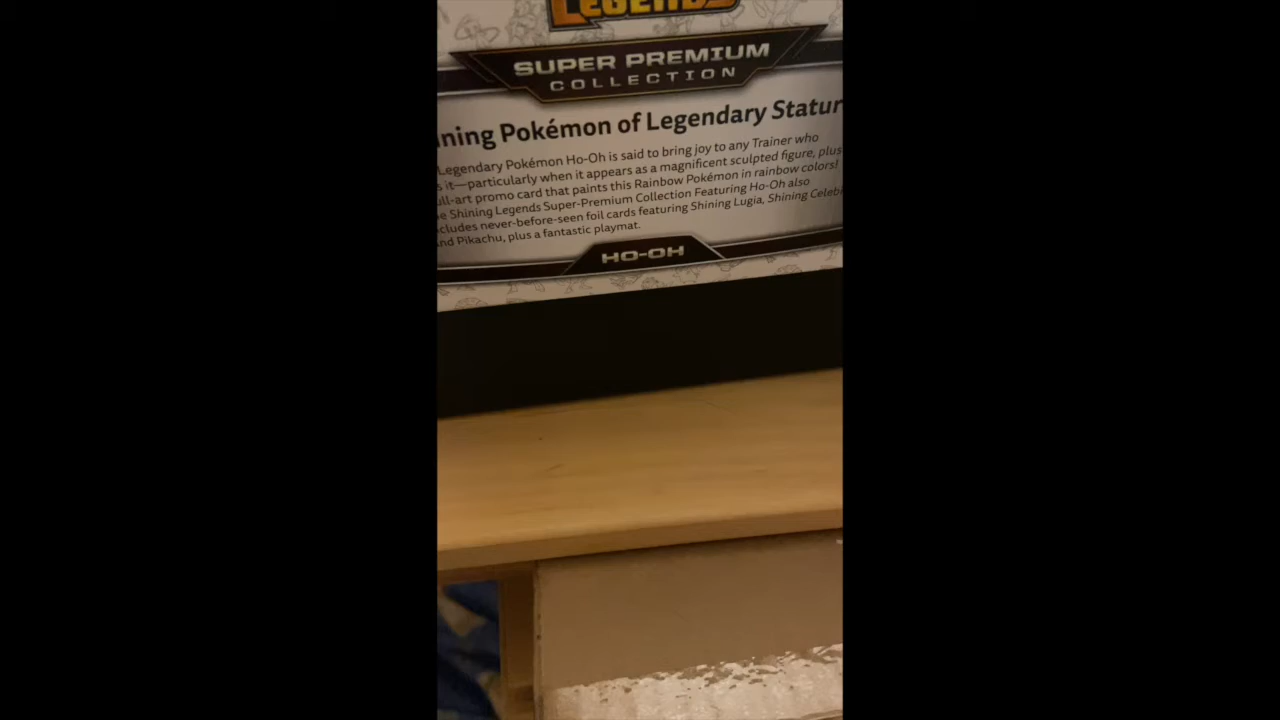 LEGENDS
SUPER PREMIUM
COLLECTION
ning Pokémon of Legendary Statur
Legendary Pokémon Ho-Oh is said to bring joy to any Trainer who
s it—particularly when it appears as a magnificent sculpted figure, plus
ull-art promo card that paints this Rainbow Pokémon in rainbow colors!
e Shining Legends Super-Premium Collection Featuring Ho-Oh also
cludes never-before-seen foil cards featuring Shining Lugia, Shining Celebi
nd Pikachu, plus a fantastic playmat.
HO-OH